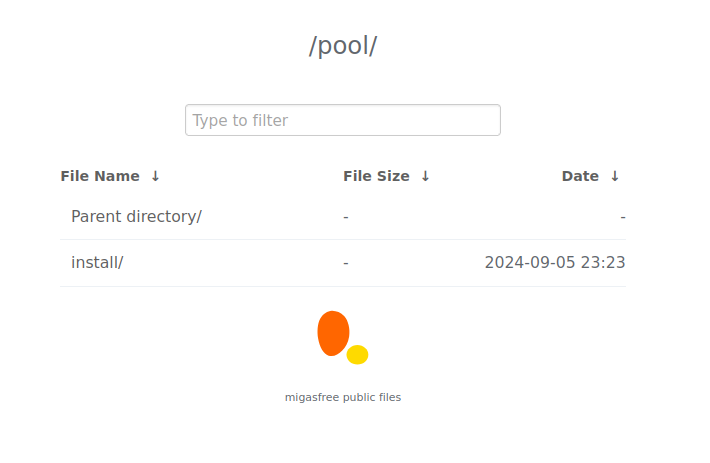 /pool/
Type to filter
File Name ↓ File Size ↓ Date ↓
Parent directory/ - -
install/ - 2024-09-05 23:23
migasfree public files